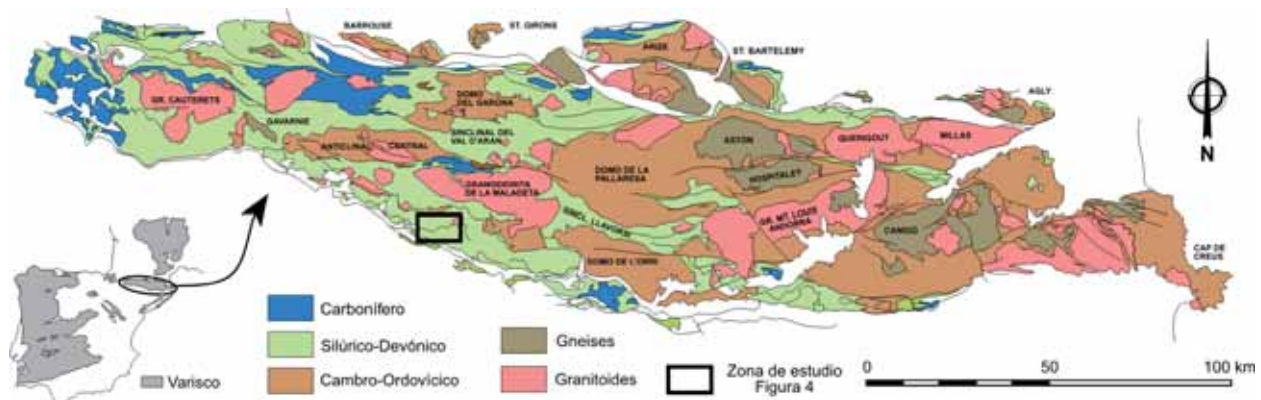 BARROUSE
ST. GIRONS
ARIZE
ST. BARTELEMY
AGLY
GR. CAUTERETS
GAVARNIE
DOMO
DEL GARONA
SINCLINAL DEL
VAL D'ARÁN
ANTICLINAL CENTRAL
GRANODIORITA
DE LA MALADETA
DOMO DE LA
PALLARESA
ASTON
HOSPITALET
QUERIGOUT
MILLAS
SINCL. LLAVORSÍ
GR. MT. LOUIS
ANDORRA
CANIGÓ
DOMO DE L'ORRI
CAP DE
CREUS
N
Varisco
Carbonífero
Silúrico-Devónico
Cambro-Ordovícico
Gneises
Granitoides
Zona de estudio
Figura 4
0 50 100 km